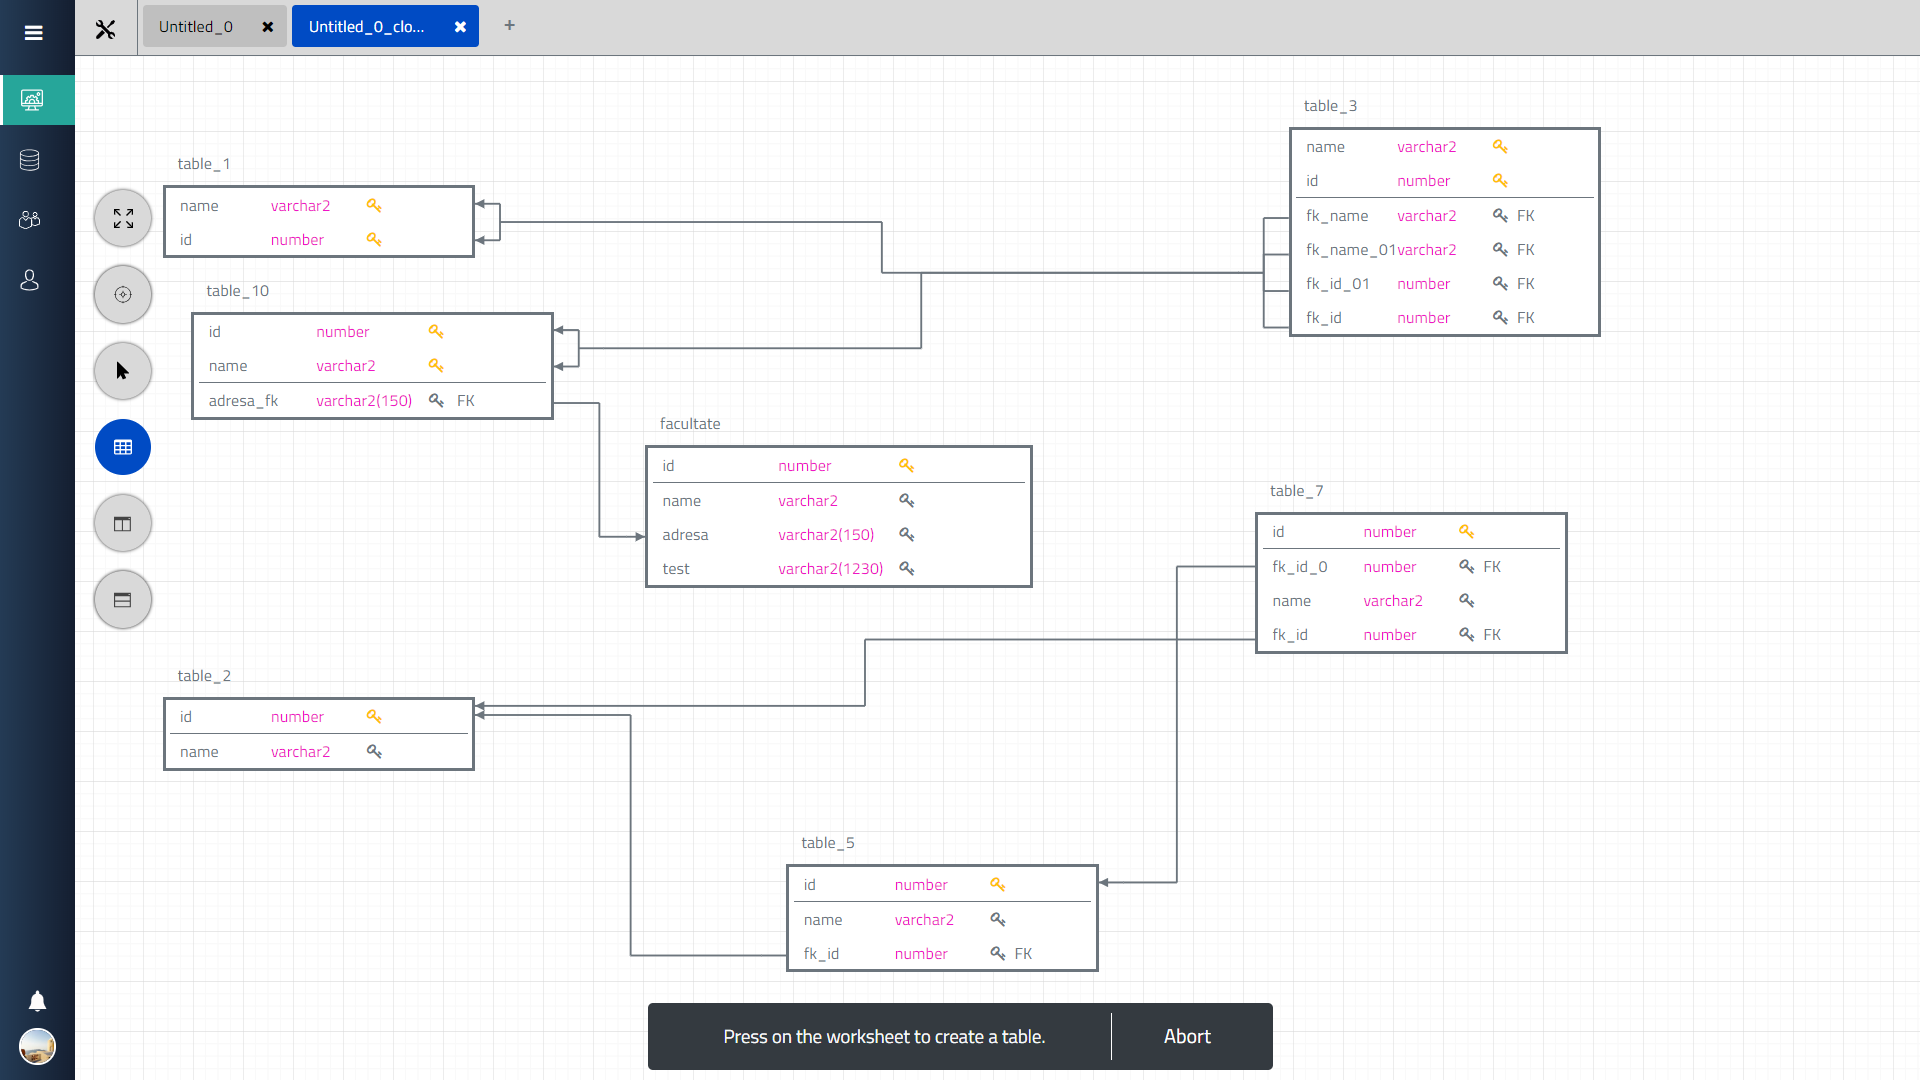 Untitled_0
Untitled_0_clo...
+
table_1
name varchar2
id number
table_10
id number
name varchar2
adresa_fk varchar2(150) FK
facultate
id number
name varchar2
adresa varchar2(150)
test varchar2(1230)
table_3
name varchar2
id number
fk_name varchar2 FK
fk_name_01 varchar2 FK
fk_id_01 number FK
fk_id number FK
table_7
id number
fk_id_0 number FK
name varchar2
fk_id number FK
table_2
id number
name varchar2
table_5
id number
name varchar2
fk_id number FK
Press on the worksheet to create a table.
Abort